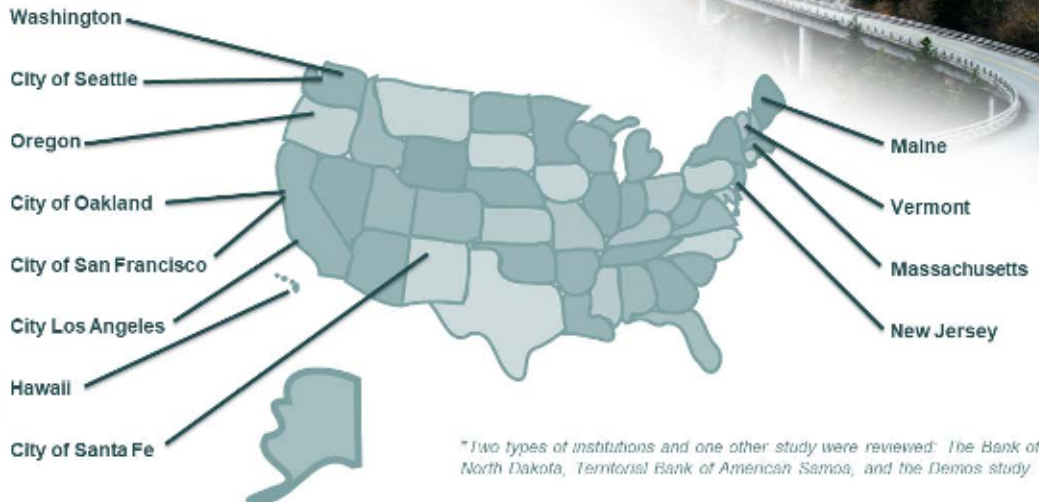 Washington
City of Seattle
Oregon
City of Oakland
City of San Francisco
City Los Angeles
Hawaii
City of Santa Fe
Maine
Vermont
Massachusetts
New Jersey
*Two types of institutions and one other study were reviewed: The Bank of
North Dakota, Territorial Bank of American Samoa, and the Demos study.